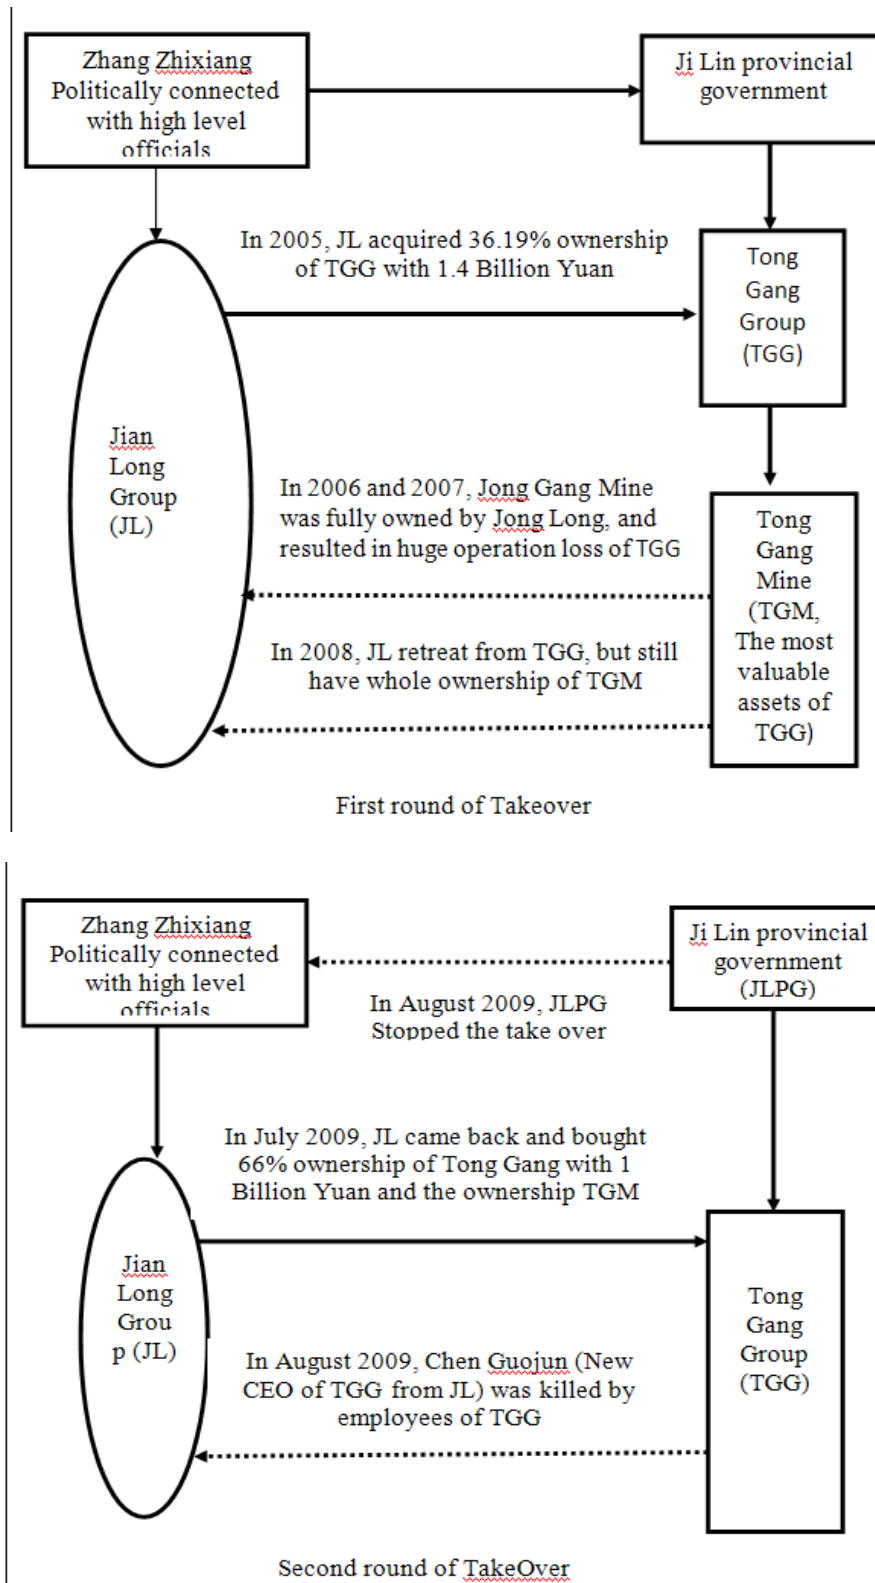 Zhang Zhixiang
Politically connected
with high level
officials
Ji Lin provincial
government
In 2005, JL acquired 36.19% ownership
of TGG with 1.4 Billion Yuan
Tong
Gang
Group
(TGG)
Jian
Long
Group
(JL)
In 2006 and 2007, Jong Gang Mine
was fully owned by Jong Long, and
resulted in huge operation loss of TGG
In 2008, JL retreat from TGG, but still
have whole ownership of TGM
Tong
Gang
Mine
(TGM,
The most
valuable
assets of
TGG)
First round of Takeover
Zhang Zhixiang
Politically connected
with high level
officials
Ji Lin provincial
government
(JLPG)
In August 2009, JLPG
Stopped the take over
In July 2009, JL came back and bought
66% ownership of Tong Gang with 1
Billion Yuan and the ownership TGM
Jian
Long
Grou
p (JL)
Tong
Gang
Group
(TGG)
In August 2009, Chen Guojun (New
CEO of TGG from JL) was killed by
employees of TGG
Second round of TakeOver